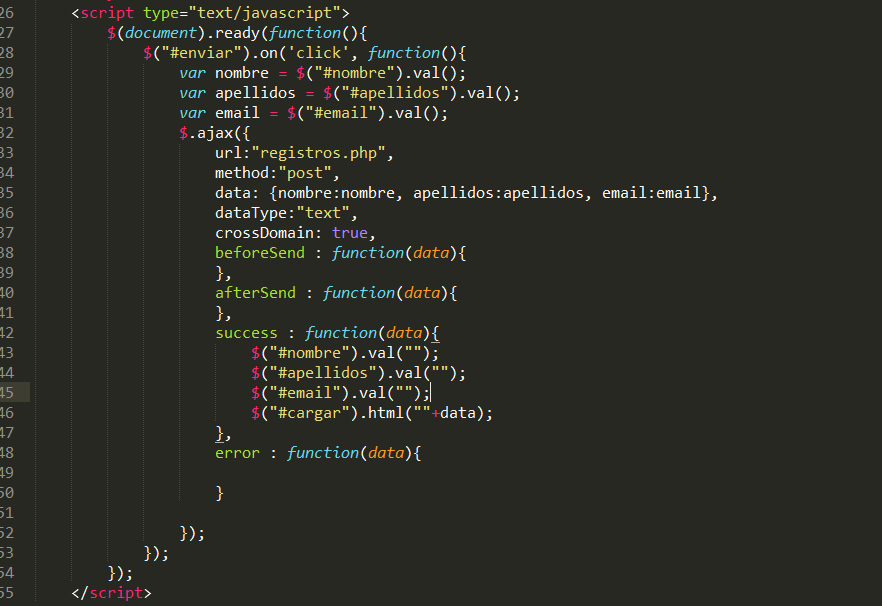 26 <script type="text/javascript">
27 $(document).ready(function(){
28 $("#enviar").on('click', function(){
29 var nombre = $("#nombre").val();
30 var apellidos = $("#apellidos").val();
31 var email = $("#email").val();
32 $.ajax({
33 url:"registros.php",
34 method:"post",
35 data: {nombre:nombre, apellidos:apellidos, email:email},
36 dataType:"text",
37 crossDomain: true,
38 beforeSend : function(data){
39 },
40 afterSend : function(data){
41 },
42 success : function(data){
43 $("#nombre").val("");
44 $("#apellidos").val("");
45 $("#email").val("");
46 $("#cargar").html(""+data);
47 },
48 error : function(data){
49
50 }
51
52 });
53 });
54 });
55 </script>